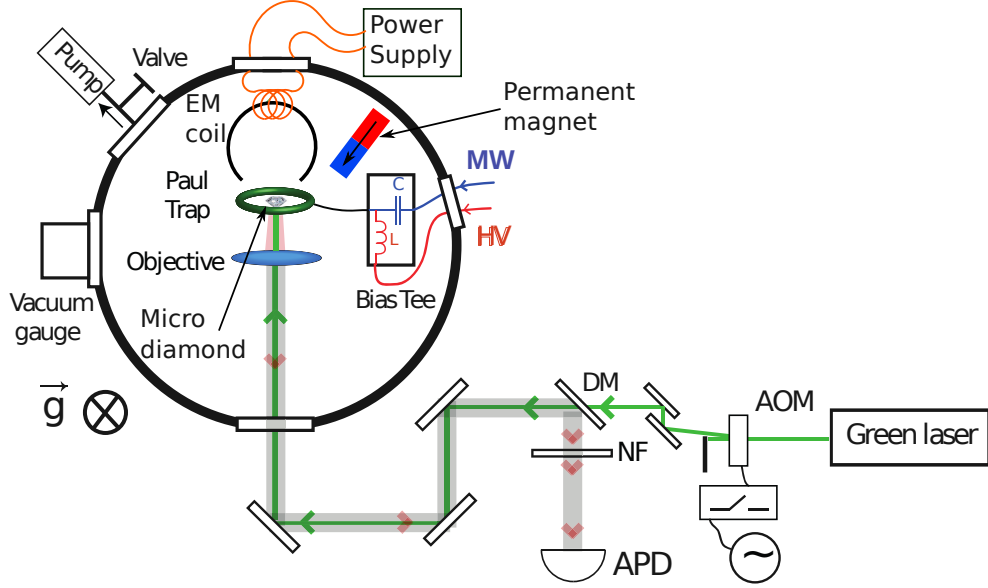 Power
Supply
Pump
Valve
EM
coil
Permanent
magnet
MW
Paul
Trap
C
L
HV
Objective
Bias Tee
Vacuum
gauge
Micro
diamond
g
DM
AOM
Green laser
NF
~
APD